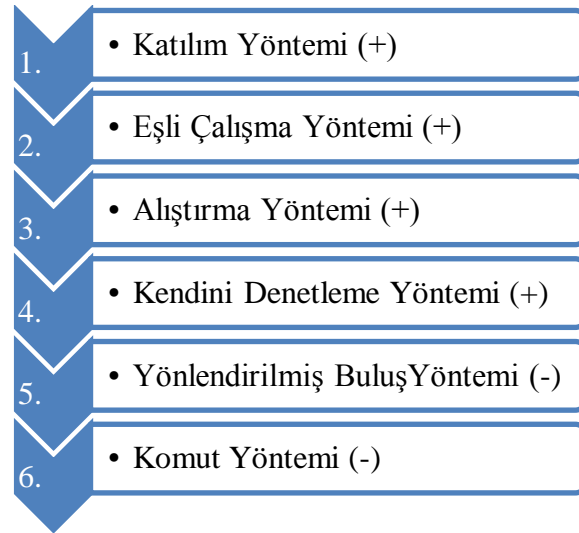 1. • Katılım Yöntemi (+)
2. • Eşli Çalışma Yöntemi (+)
3. • Alıştırma Yöntemi (+)
4. • Kendini Denetleme Yöntemi (+)
5. • Yönlendirilmiş BuluşYöntemi (-)
6. • Komut Yöntemi (-)